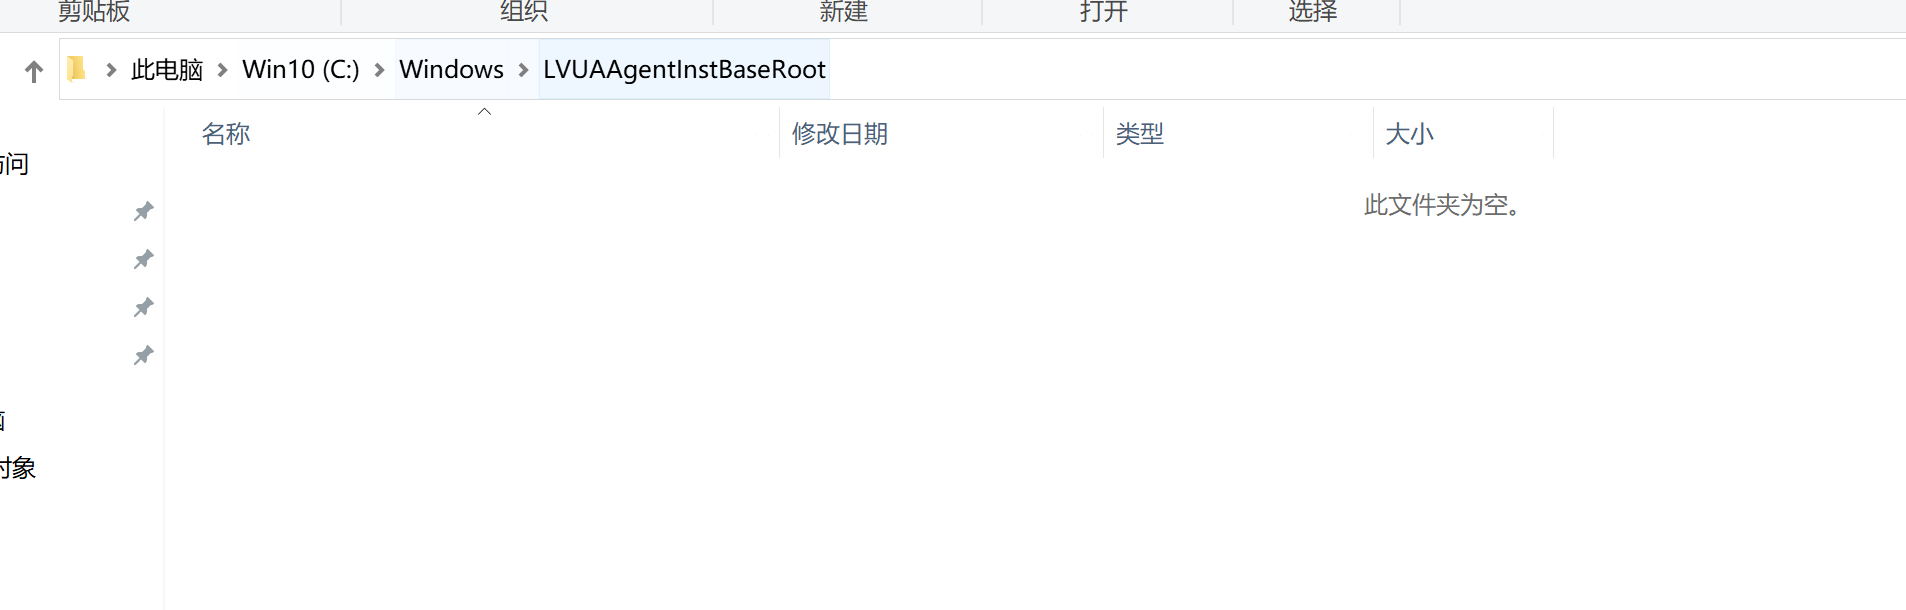 剪贴板 组织 新建 打开 选择
此电脑 Win10 (C:) Windows LVUAAgentInstBaseRoot
名称 修改日期 类型 大小
问
此文件夹为空。
对象